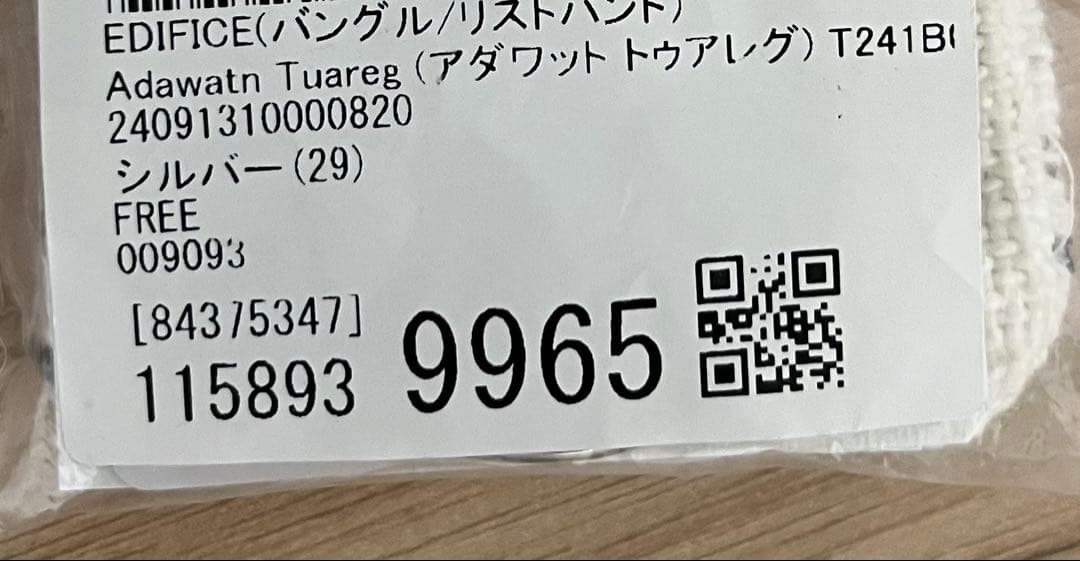 EDIFICE(バングル/リストバンド)
Adawatn Tuareg (アダワット トゥアレグ) T241B
24091310000820
シルバー(29)
FREE
009093
[84375347]
115893 9965